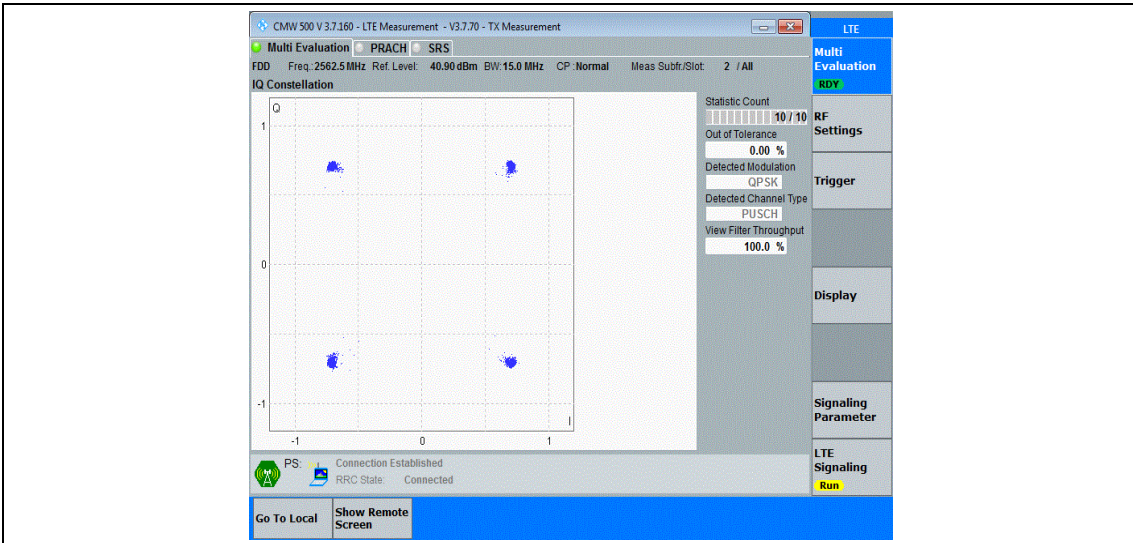 CMW 500 V 3.7.160 - LTE Measurement - V3.7.70 - TX Measurement
LTE
Multi Evaluation PRACH SRS
Multi
Evaluation
RDY
FDD Freq.: 2562.5 MHz Ref. Level: 40.90 dBm BW: 15.0 MHz CP : Normal Meas Subfr./Slot: 2 / All
IQ Constellation
Q
1
0
-1
-1 0 1
I
Statistic Count
10 / 10
Out of Tolerance
0.00 %
Detected Modulation
QPSK
Detected Channel Type
PUSCH
View Filter Throughput
100.0 %
RF
Settings
Trigger
Display
Signaling
Parameter
LTE
Signaling
Run
PS: Connection Established
RRC State: Connected
Go To Local
Show Remote
Screen